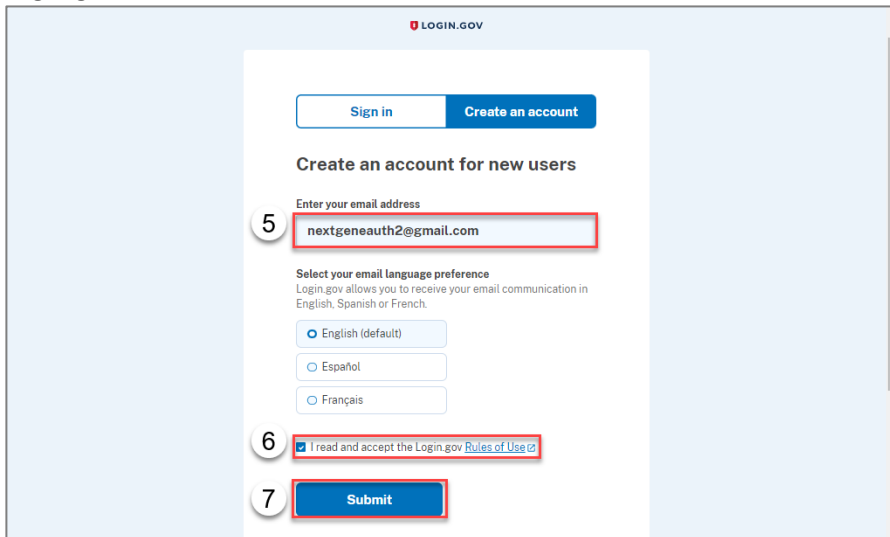 LOGIN.GOV
Sign in
Create an account
Create an account for new users
Enter your email address
5
nextgeneauth2@gmail.com
Select your email language preference
Login.gov allows you to receive your email communication in
English, Spanish or French.
English (default)
Español
Français
6
I read and accept the Login.gov Rules of Use
7
Submit